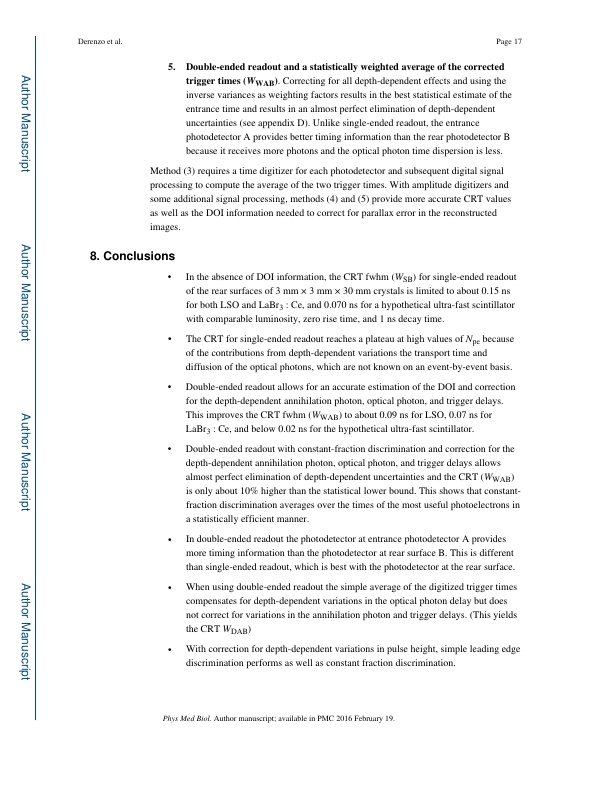 Derenzo et al.
Page 17
Author Manuscript
Author Manuscript
Author Manuscript
Author Manuscript
5. Double-ended readout and a statistically weighted average of the corrected
trigger times (WWAB). Correcting for all depth-dependent effects and using the
inverse variances as weighting factors results in the best statistical estimate of the
entrance time and results in an almost perfect elimination of depth-dependent
uncertainties (see appendix D). Unlike single-ended readout, the entrance
photodetector A provides better timing information than the rear photodetector B
because it receives more photons and the optical photon time dispersion is less.
Method (3) requires a time digitizer for each photodetector and subsequent digital signal
processing to compute the average of the two trigger times. With amplitude digitizers and
some additional signal processing, methods (4) and (5) provide more accurate CRT values
as well as the DOI information needed to correct for parallax error in the reconstructed
images.
8. Conclusions
• In the absence of DOI information, the CRT fwhm (WSB) for single-ended readout
of the rear surfaces of 3 mm × 3 mm × 30 mm crystals is limited to about 0.15 ns
for both LSO and LaBr3 : Ce, and 0.070 ns for a hypothetical ultra-fast scintillator
with comparable luminosity, zero rise time, and 1 ns decay time.
• The CRT for single-ended readout reaches a plateau at high values of Npe because
of the contributions from depth-dependent variations the transport time and
diffusion of the optical photons, which are not known on an event-by-event basis.
• Double-ended readout allows for an accurate estimation of the DOI and correction
for the depth-dependent annihilation photon, optical photon, and trigger delays.
This improves the CRT fwhm (WWAB) to about 0.09 ns for LSO, 0.07 ns for
LaBr3 : Ce, and below 0.02 ns for the hypothetical ultra-fast scintillator.
• Double-ended readout with constant-fraction discrimination and correction for the
depth-dependent annihilation photon, optical photon, and trigger delays allows
almost perfect elimination of depth-dependent uncertainties and the CRT (WWAB)
is only about 10% higher than the statistical lower bound. This shows that constant-
fraction discrimination averages over the times of the most useful photoelectrons in
a statistically efficient manner.
• In double-ended readout the photodetector at entrance photodetector A provides
more timing information than the photodetector at rear surface B. This is different
than single-ended readout, which is best with the photodetector at the rear surface.
• When using double-ended readout the simple average of the digitized trigger times
compensates for depth-dependent variations in the optical photon delay but does
not correct for variations in the annihilation photon and trigger delays. (This yields
the CRT WDAB)
• With correction for depth-dependent variations in pulse height, simple leading edge
discrimination performs as well as constant fraction discrimination.
Phys Med Biol. Author manuscript; available in PMC 2016 February 19.